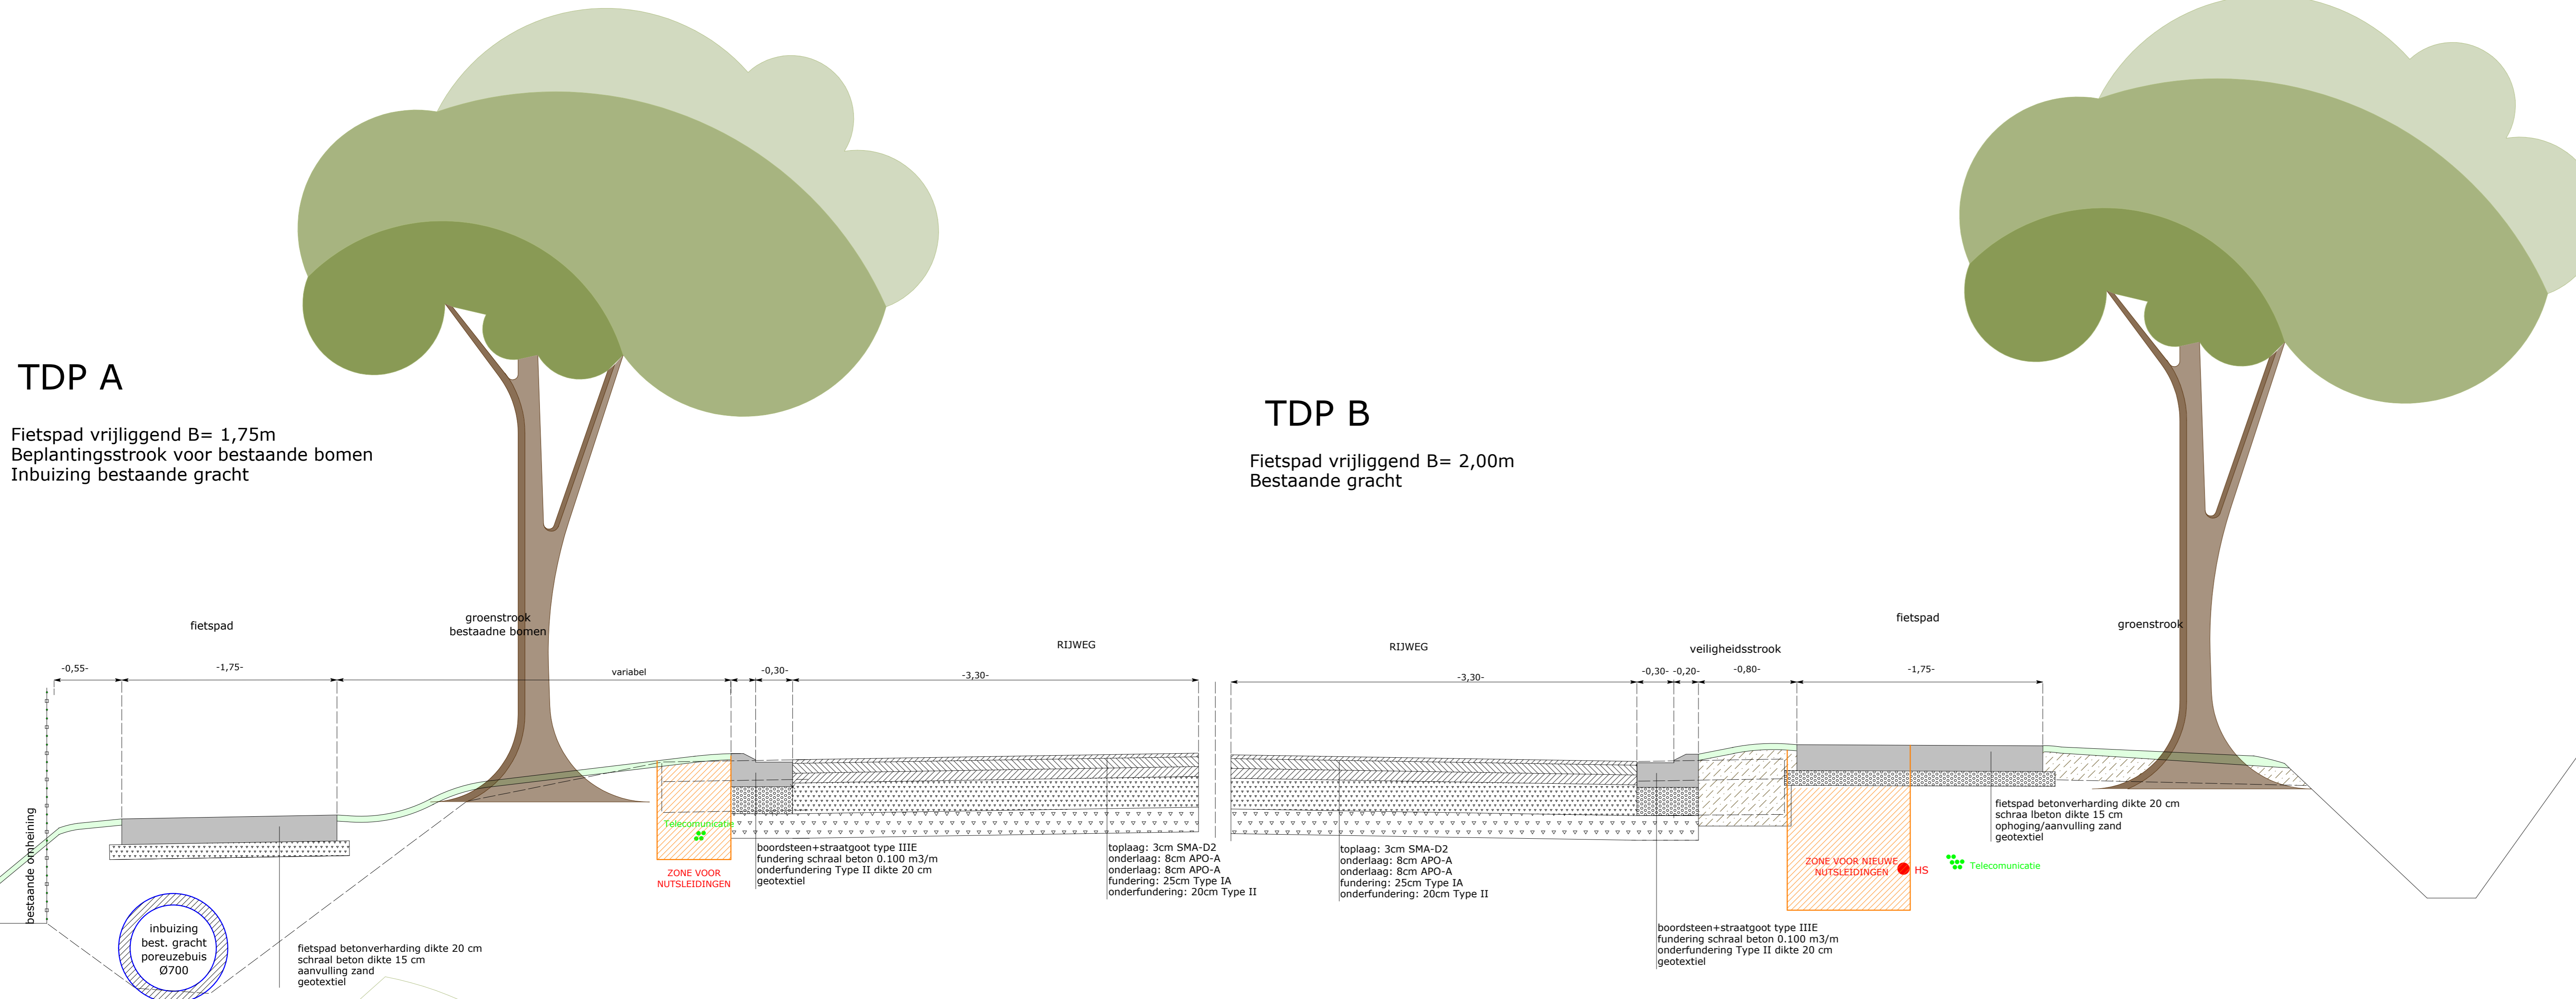 TDP A
Fietspad vrijliggend B= 1,75m
Beplantingsstrook voor bestaande bomen
Inbuizing bestaande gracht
TDP B
Fietspad vrijliggend B= 2,00m
Bestaande gracht
fietspad
groenstrook
bestaadne bomen
RIJWEG
RIJWEG
veiligheidsstrook
fietspad
groenstrook
-0,55-
-1,75-
variabel
-0,30-
-3,30-
-3,30-
-0,30-
-0,20-
-0,80-
-1,75-
bestaande omheining
Telecomunicatie
ZONE VOOR
NUTSLEIDINGEN
boordsteen+straatgoot type IIIE
fundering schraal beton 0.100 m3/m
onderfundering Type II dikte 20 cm
geotextiel
toplaag: 3cm SMA-D2
onderlaag: 8cm APO-A
onderlaag: 8cm APO-A
fundering: 25cm Type IA
onderfundering: 20cm Type II
toplaag: 3cm SMA-D2
onderlaag: 8cm APO-A
onderlaag: 8cm APO-A
fundering: 25cm Type IA
onderfundering: 20cm Type II
fietspad betonverharding dikte 20 cm
schraa lbeton dikte 15 cm
ophoging/aanvulling zand
geotextiel
ZONE VOOR NIEUWE
NUTSLEIDINGEN
HS
Telecomunicatie
boordsteen+straatgoot type IIIE
fundering schraal beton 0.100 m3/m
onderfundering Type II dikte 20 cm
geotextiel
inbuizing
best. gracht
poreuzebuis
Ø700
fietspad betonverharding dikte 20 cm
schraal beton dikte 15 cm
aanvulling zand
geotextiel